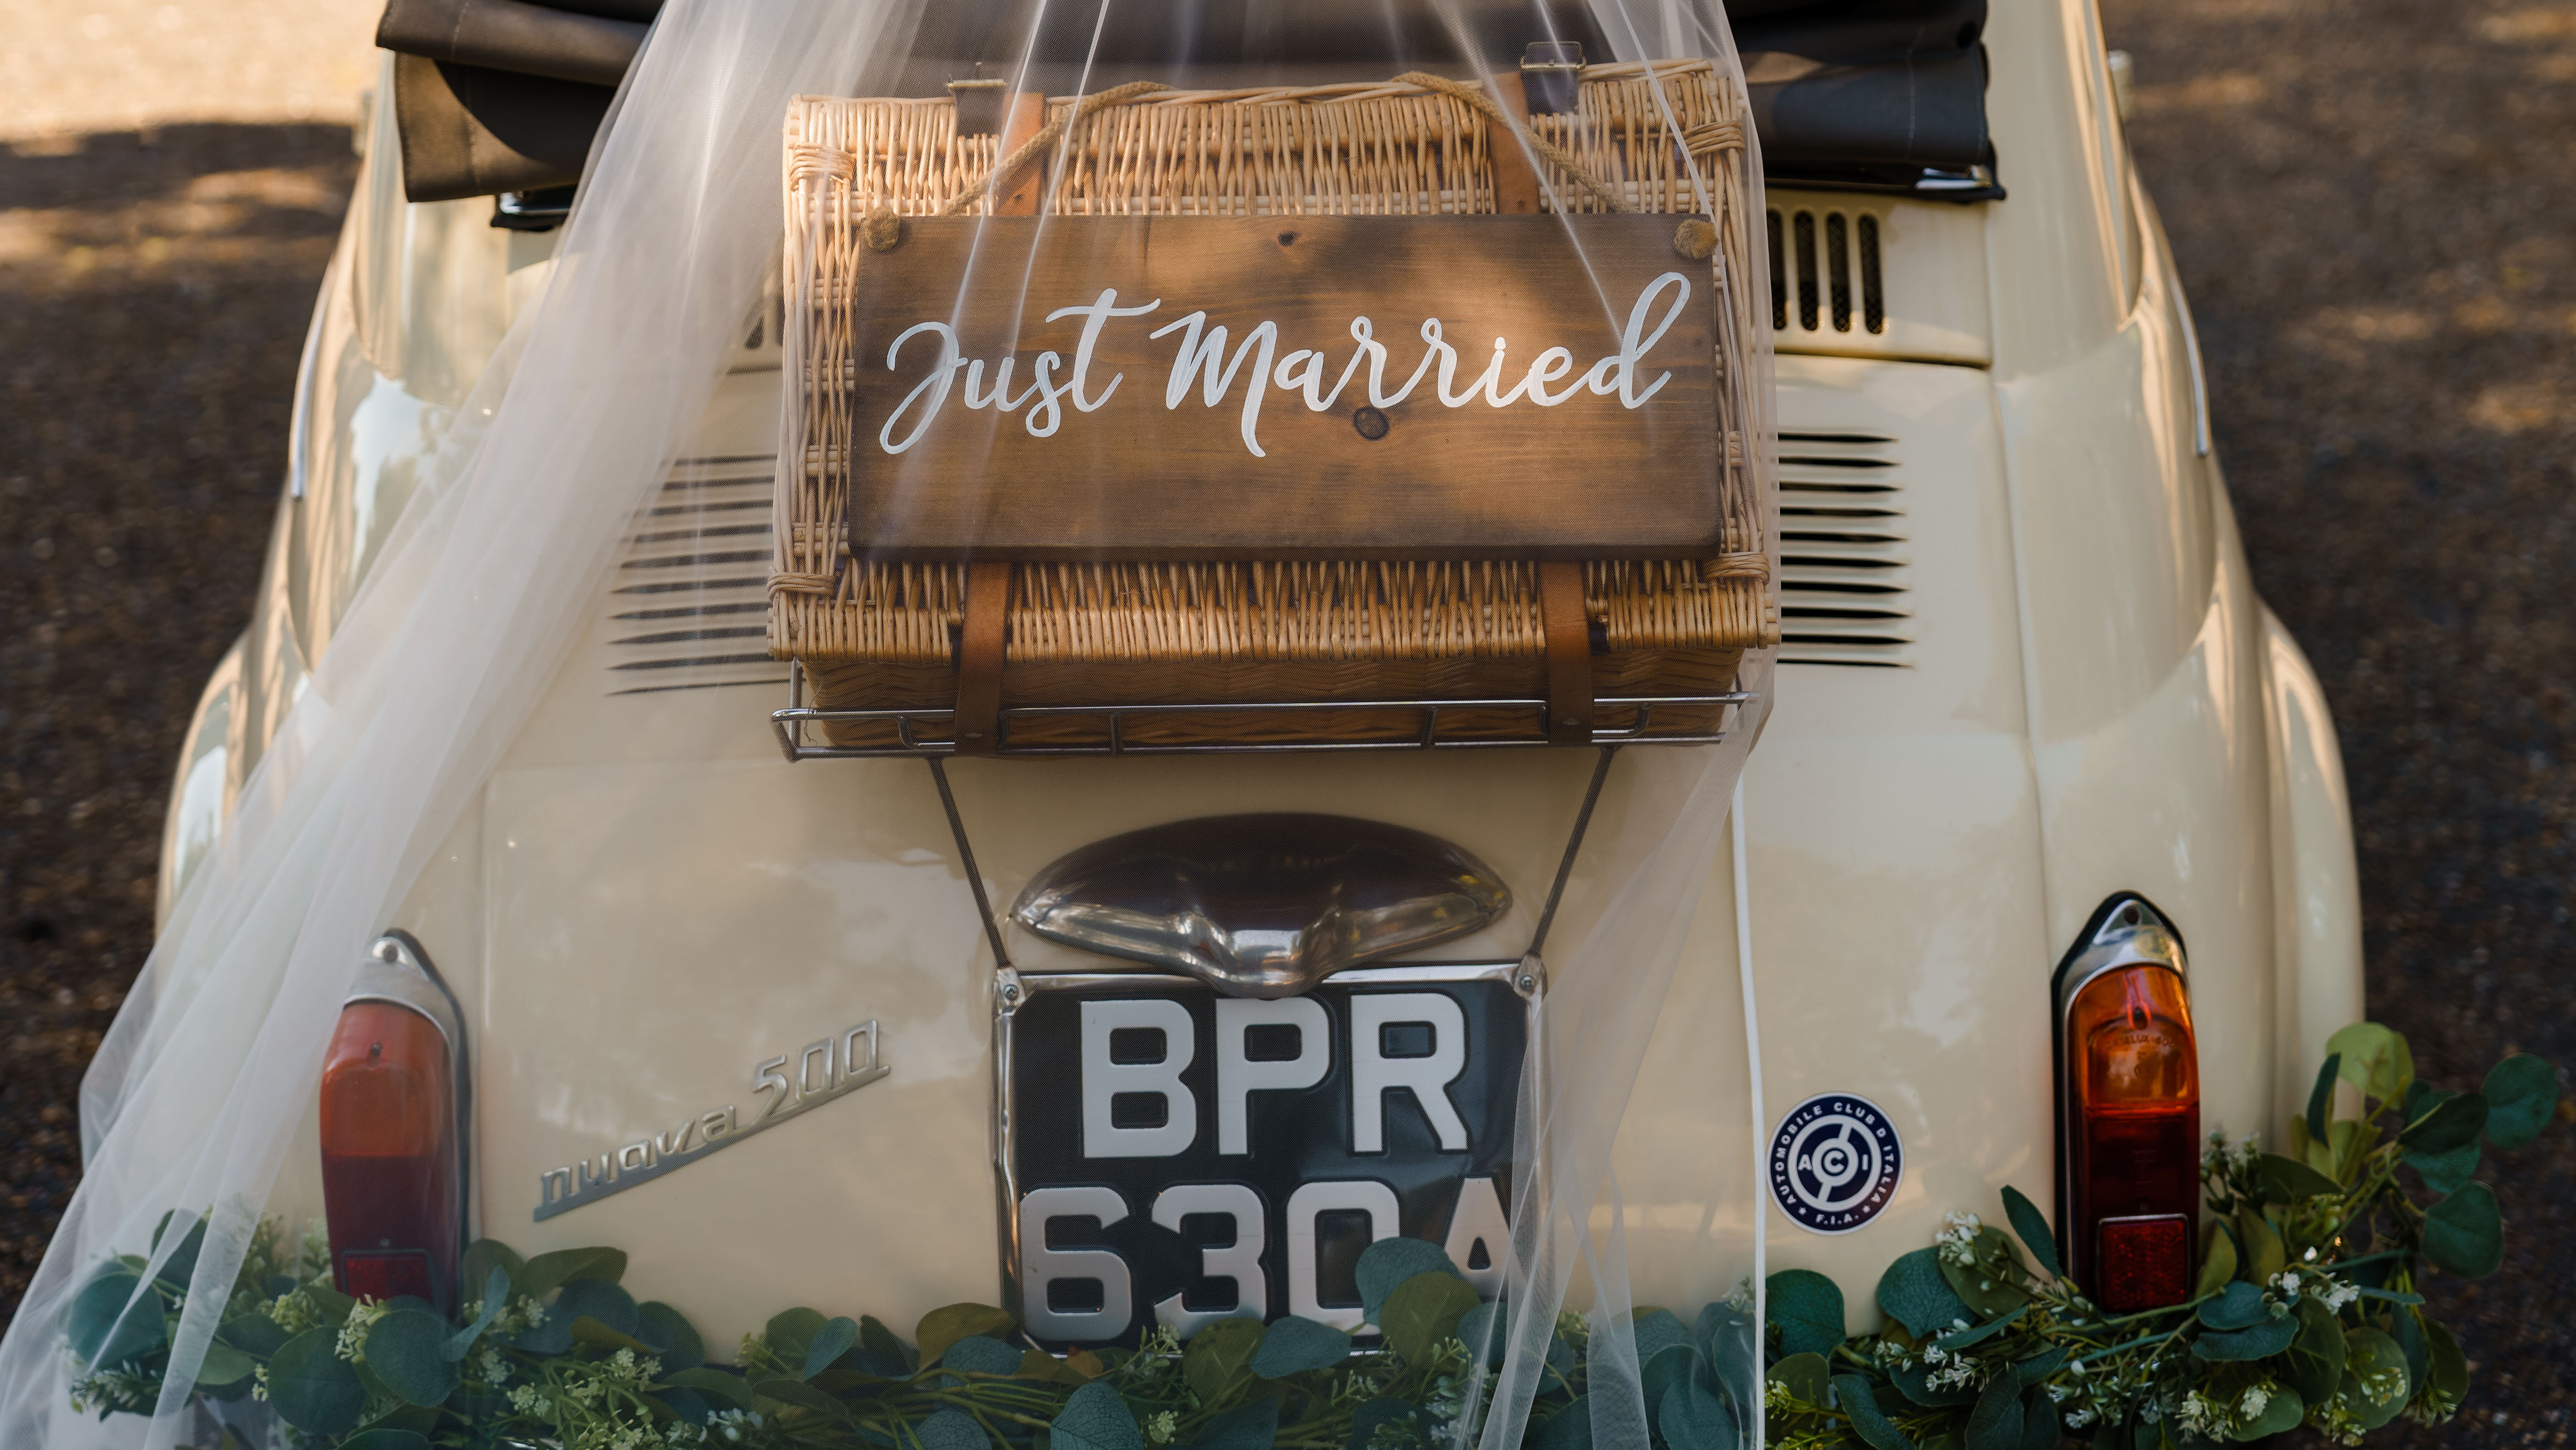 Just Married
BPR
630A
nuova 500
AUTOMOBILE CLUB D ITALIA
ACI
★ F.I.A. ★